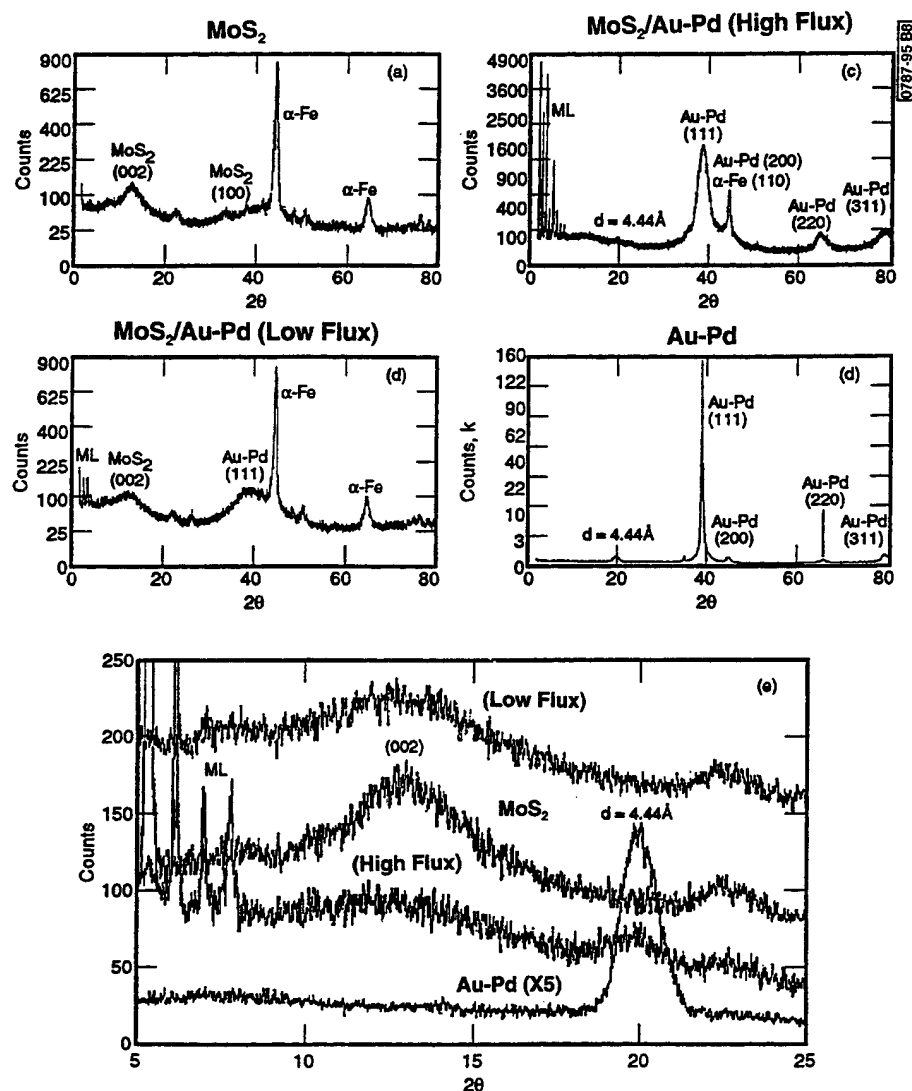 MoS2
(a)
900
625
400
225
100
25
0
Counts
MoS2
(002)
MoS2
(100)
α-Fe
α-Fe
0 20 40 60 80
2θ
MoS2/Au-Pd (High Flux)
0787-95 B8
(c)
4900
3600
2500
1600
900
400
100
0
Counts
ML
Au-Pd
(111)
Au-Pd (200)
α-Fe (110)
d = 4.44Å
Au-Pd
(220)
Au-Pd
(311)
0 20 40 60 80
2θ
MoS2/Au-Pd (Low Flux)
(d)
900
625
400
225
100
25
0
Counts
ML
MoS2
(002)
Au-Pd
(111)
α-Fe
α-Fe
0 20 40 60 80
2θ
Au-Pd
(d)
160
122
90
62
40
22
10
3
0
Counts, k
Au-Pd
(111)
d = 4.44Å
Au-Pd
(200)
Au-Pd
(220)
Au-Pd
(311)
0 20 40 60 80
2θ
(e)
250
200
150
100
50
0
Counts
(Low Flux)
(002)
ML
MoS2
d = 4.44Å
(High Flux)
Au-Pd (X5)
5 10 15 20 25
2θ